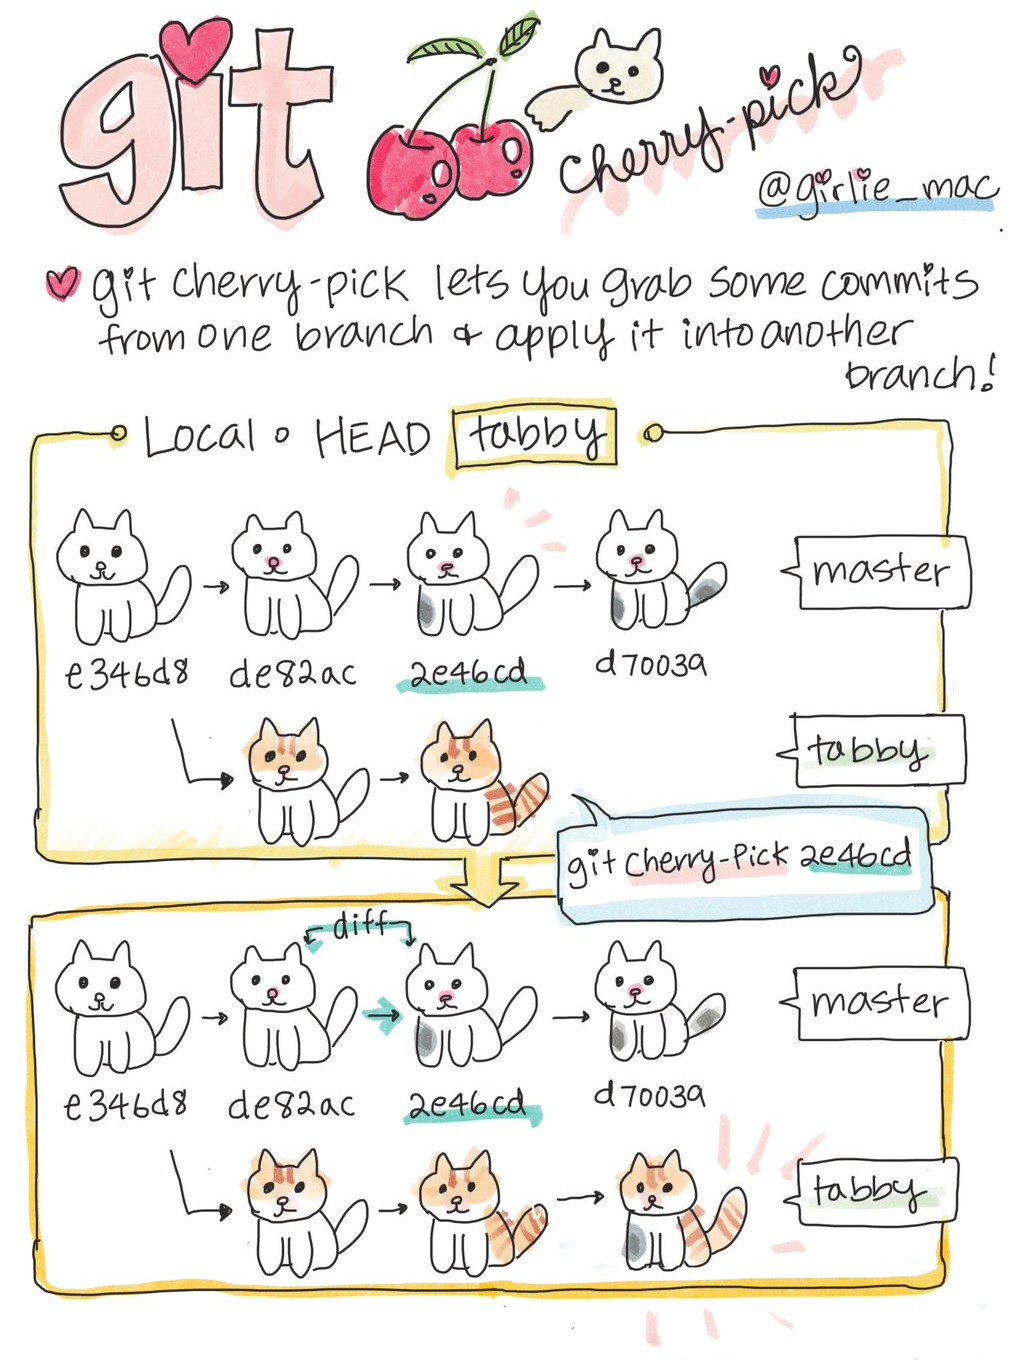 git cherry-pick
@girlie_mac
git cherry-pick lets you grab some commits
from one branch & apply it into another
branch!
Local ∘ HEAD tabby
master
e346d8 de82ac 2e46cd d70039
tabby
git cherry-pick 2e46cd
diff
master
e346d8 de82ac 2e46cd d70039
tabby